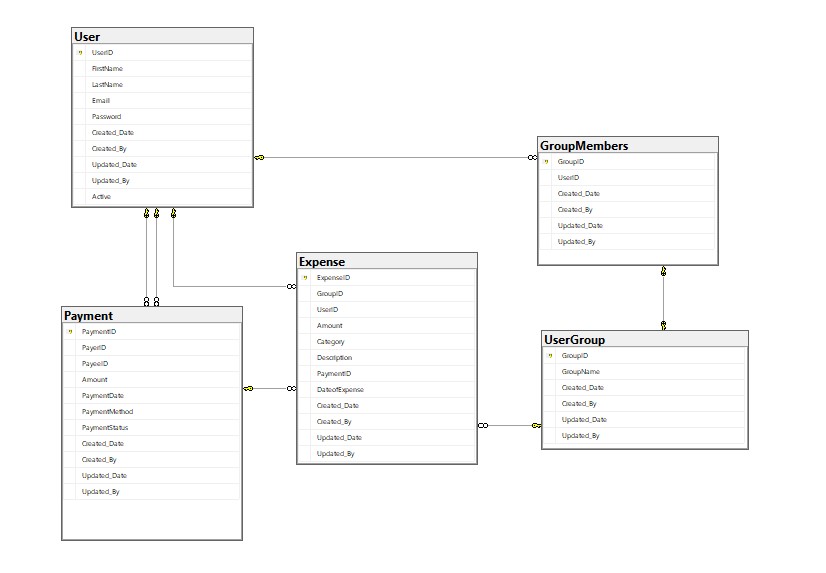 User
UserID
FirstName
LastName
Email
Password
Created_Date
Created_By
Updated_Date
Updated_By
Active
GroupMembers
GroupID
UserID
Created_Date
Created_By
Updated_Date
Updated_By
Expense
ExpenseID
GroupID
UserID
Amount
Category
Description
PaymentID
DateofExpense
Created_Date
Created_By
Updated_Date
Updated_By
Payment
PaymentID
PayerID
PayeeID
Amount
PaymentDate
PaymentMethod
PaymentStatus
Created_Date
Created_By
Updated_Date
Updated_By
UserGroup
GroupID
GroupName
Created_Date
Created_By
Updated_Date
Updated_By